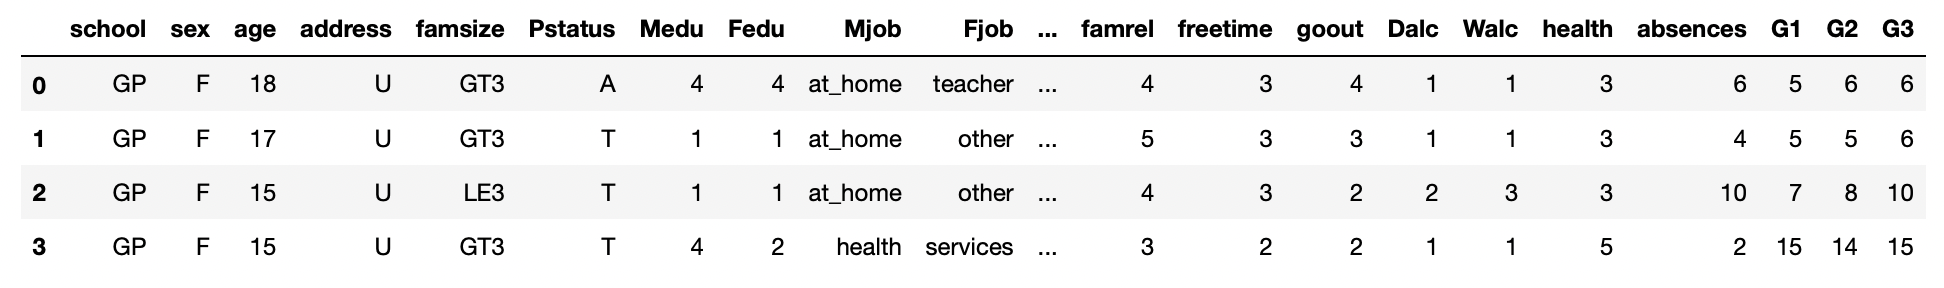 school sex age address famsize Pstatus Medu Fedu Mjob Fjob ... famrel freetime goout Dalc Walc health absences G1 G2 G3
0 GP F 18 U GT3 A 4 4 at_home teacher ... 4 3 4 1 1 3 6 5 6 6
1 GP F 17 U GT3 T 1 1 at_home other ... 5 3 3 1 1 3 4 5 5 6
2 GP F 15 U LE3 T 1 1 at_home other ... 4 3 2 2 3 3 10 7 8 10
3 GP F 15 U GT3 T 4 2 health services ... 3 2 2 1 1 5 2 15 14 15